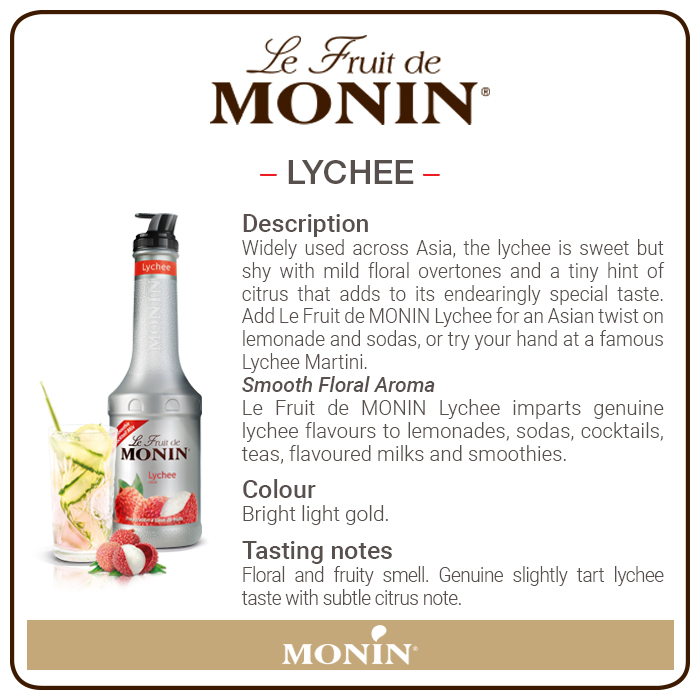 Le Fruit de
MONIN®
– LYCHEE –
Description
Widely used across Asia, the lychee is sweet but
shy with mild floral overtones and a tiny hint of
citrus that adds to its endearingly special taste.
Add Le Fruit de MONIN Lychee for an Asian twist on
lemonade and sodas, or try your hand at a famous
Lychee Martini.
Smooth Floral Aroma
Le Fruit de MONIN Lychee imparts genuine
lychee flavours to lemonades, sodas, cocktails,
teas, flavoured milks and smoothies.
Colour
Bright light gold.
Tasting notes
Floral and fruity smell. Genuine slightly tart lychee
taste with subtle citrus note.
Lychee
MONIN
Le Fruit de
MONIN
Lychee
MONIN®